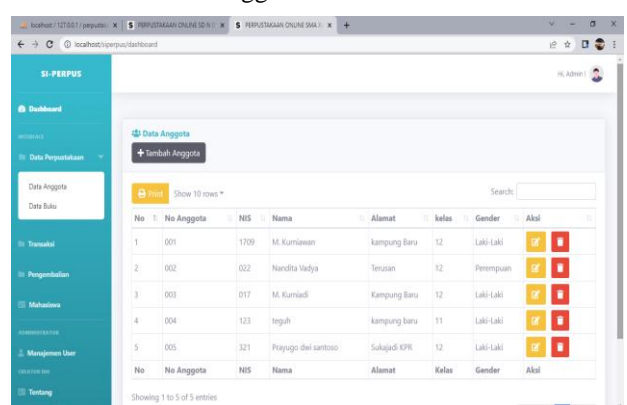 localhost / 127.0.0.1 / perpustak
PERPUSTAKAAN ONLINE SD N 0
PERPUSTAKAAN ONLINE SMA
localhost/siperpus/dashboard
SI-PERPUS
Hi, Admin !
Dashboard
INTERFACE
Data Perpustakaan
Data Anggota
Data Buku
Transaksi
Pengembalian
Mahasiswa
ADMINISTRATOR
Manajemen User
Tentang
Data Anggota
+ Tambah Anggota
Print Show 10 rows
Search:
No No Anggota NIS Nama Alamat kelas Gender Aksi
1 001 1709 M. Kurniawan kampung Baru 12 Laki-Laki
2 002 022 Nandita Vadya Terusan 12 Perempuan
3 003 017 M. Kurniadi Kampung Baru 12 Laki-Laki
4 004 123 teguh kampung baru 11 Laki-Laki
5 005 321 Prayugo dwi santoso Sukajadi KPR 12 Laki-Laki
No No Anggota NIS Nama Alamat Kelas Gender Aksi
Showing 1 to 5 of 5 entries